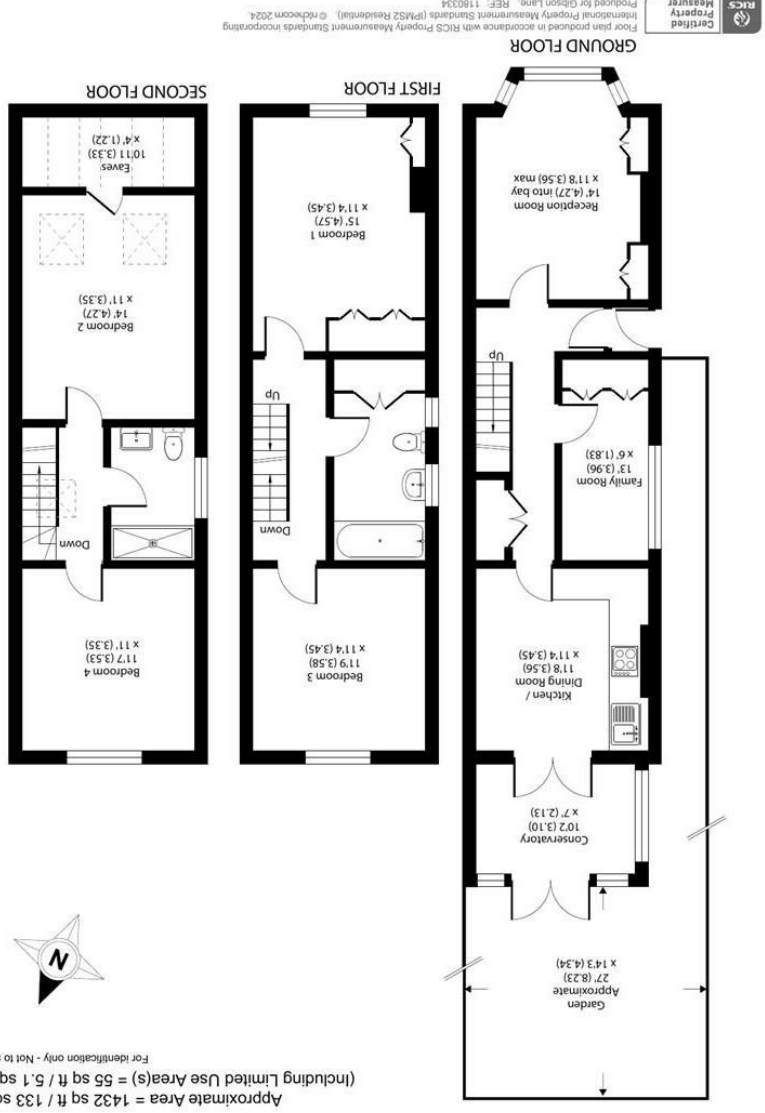 Approximate Area = 1432 sq ft / 133 sq
(Including Limited Use Area(s) = 55 sq ft / 5.1 sq
For identification only - Not to s
N
Garden
Approximate
27' (8.23)
x 14'3 (4.34)
Conservatory
10'2 (3.10)
x 7' (2.13)
Kitchen /
Dining Room
11'8 (3.56)
x 11'4 (3.45)
Family Room
13' (3.96)
x 6' (1.83)
Up
Reception Room
14' (4.27) into bay
x 11'8 (3.56) max
GROUND FLOOR
Bedroom 3
11'9 (3.58)
x 11'4 (3.45)
Down
Up
Bedroom 1
15' (4.57)
x 11'4 (3.45)
FIRST FLOOR
Bedroom 4
11'7 (3.53)
x 11' (3.35)
Down
Bedroom 2
14' (4.27)
x 11' (3.35)
Eaves
10'11 (3.33)
x 4' (1.22)
SECOND FLOOR
RICS
Certified
Property
Measurer
Floor plan produced in accordance with RICS Property Measurement Standards incorporating
International Property Measurement Standards (IPMS2 Residential). ©nichecom 2024.
Produced for Gibson Lane. REF: 1180334